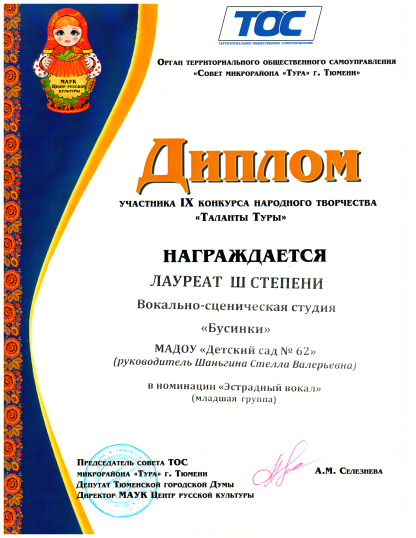 МАУК
Центр русской
культуры
ТОС
ТЕРРИТОРИАЛЬНОЕ ОБЩЕСТВЕННОЕ САМОУПРАВЛЕНИЕ
Орган территориального общественного самоуправления
«Совет микрорайона «Тура» г. Тюмени»
Диплом
участника IX конкурса народного творчества
«Таланты Туры»
НАГРАЖДАЕТСЯ
ЛАУРЕАТ Ш СТЕПЕНИ
Вокально-сценическая студия
«Бусинки»
МАДОУ «Детский сад № 62»
(руководитель Шаньгина Стелла Валерьевна)
в номинации «Эстрадный вокал»
(младшая группа)
Председатель совета ТОС
микрорайона «Тура» г. Тюмени
Депутат Тюменской городской Думы
Директор МАУК Центр русской культуры
А.М. Селезнева